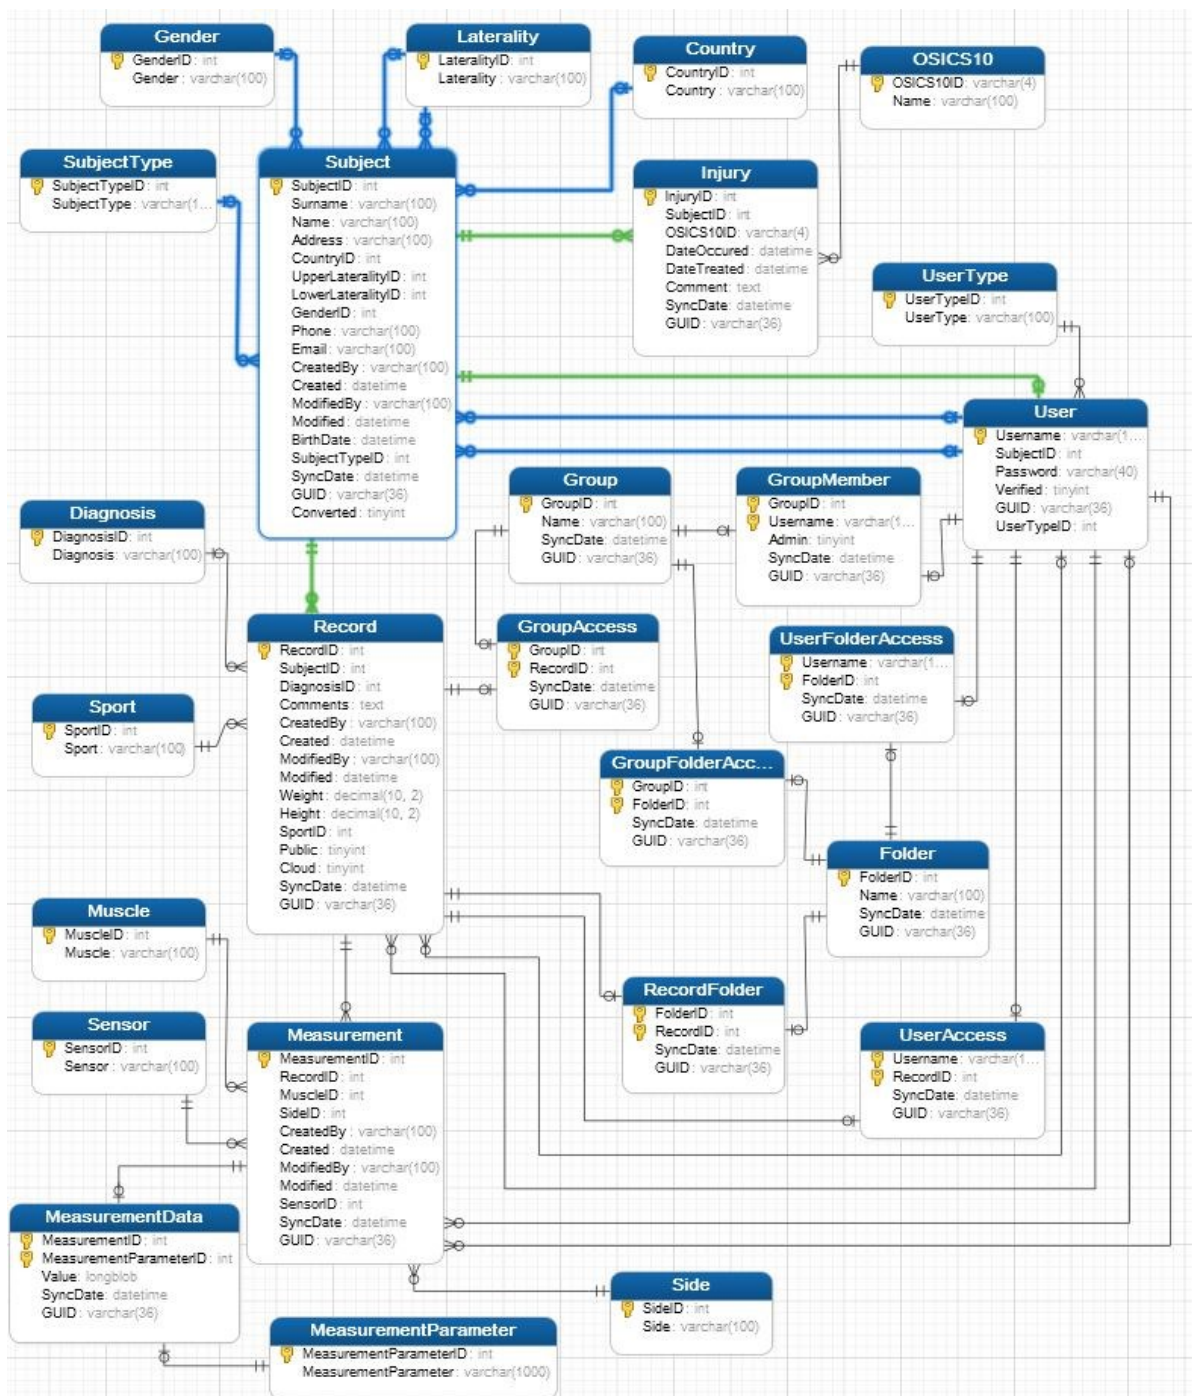 Gender
GenderID: int
Gender: varchar(100)
Laterality
LateralityID: int
Laterality: varchar(100)
Country
CountryID: int
Country: varchar(100)
OSICS10
OSICS10ID: varchar(4)
Name: varchar(100)
SubjectType
SubjectTypeID: int
SubjectType: varchar(1...
Subject
SubjectID: int
Surname: varchar(100)
Name: varchar(100)
Address: varchar(100)
CountryID: int
UpperLateralityID: int
LowerLateralityID: int
GenderID: int
Phone: varchar(100)
Email: varchar(100)
CreatedBy: varchar(100)
Created: datetime
ModifiedBy: varchar(100)
Modified: datetime
BirthDate: datetime
SubjectTypeID: int
SyncDate: datetime
GUID: varchar(36)
Converted: tinyint
Injury
InjuryID: int
SubjectID: int
OSICS10ID: varchar(4)
DateOccured: datetime
DateTreated: datetime
Comment: text
SyncDate: datetime
GUID: varchar(36)
UserType
UserTypeID: int
UserType: varchar(100)
User
Username: varchar(1...
SubjectID: int
Password: varchar(40)
Verified: tinyint
GUID: varchar(36)
UserTypeID: int
Group
GroupID: int
Name: varchar(100)
SyncDate: datetime
GUID: varchar(36)
GroupMember
GroupID: int
Username: varchar(1...
Admin: tinyint
SyncDate: datetime
GUID: varchar(36)
Diagnosis
DiagnosisID: int
Diagnosis: varchar(100)
Record
RecordID: int
SubjectID: int
DiagnosisID: int
Comments: text
CreatedBy: varchar(100)
Created: datetime
ModifiedBy: varchar(100)
Modified: datetime
Weight: decimal(10, 2)
Height: decimal(10, 2)
SportID: int
Public: tinyint
Cloud: tinyint
SyncDate: datetime
GUID: varchar(36)
GroupAccess
GroupID: int
RecordID: int
SyncDate: datetime
GUID: varchar(36)
UserFolderAccess
Username: varchar(1...
FolderID: int
SyncDate: datetime
GUID: varchar(36)
Sport
SportID: int
Sport: varchar(100)
GroupFolderAcc...
GroupID: int
FolderID: int
SyncDate: datetime
GUID: varchar(36)
Folder
FolderID: int
Name: varchar(100)
SyncDate: datetime
GUID: varchar(36)
Muscle
MuscleID: int
Muscle: varchar(100)
RecordFolder
FolderID: int
RecordID: int
SyncDate: datetime
GUID: varchar(36)
Sensor
SensorID: int
Sensor: varchar(100)
Measurement
MeasurementID: int
RecordID: int
MuscleID: int
SideID: int
CreatedBy: varchar(100)
Created: datetime
ModifiedBy: varchar(100)
Modified: datetime
SensorID: int
SyncDate: datetime
GUID: varchar(36)
UserAccess
Username: varchar(1...
RecordID: int
SyncDate: datetime
GUID: varchar(36)
MeasurementData
MeasurementID: int
MeasurementParameterID: int
Value: longblob
SyncDate: datetime
GUID: varchar(36)
Side
SideID: int
Side: varchar(100)
MeasurementParameter
MeasurementParameterID: int
MeasurementParameter: varchar(1000)